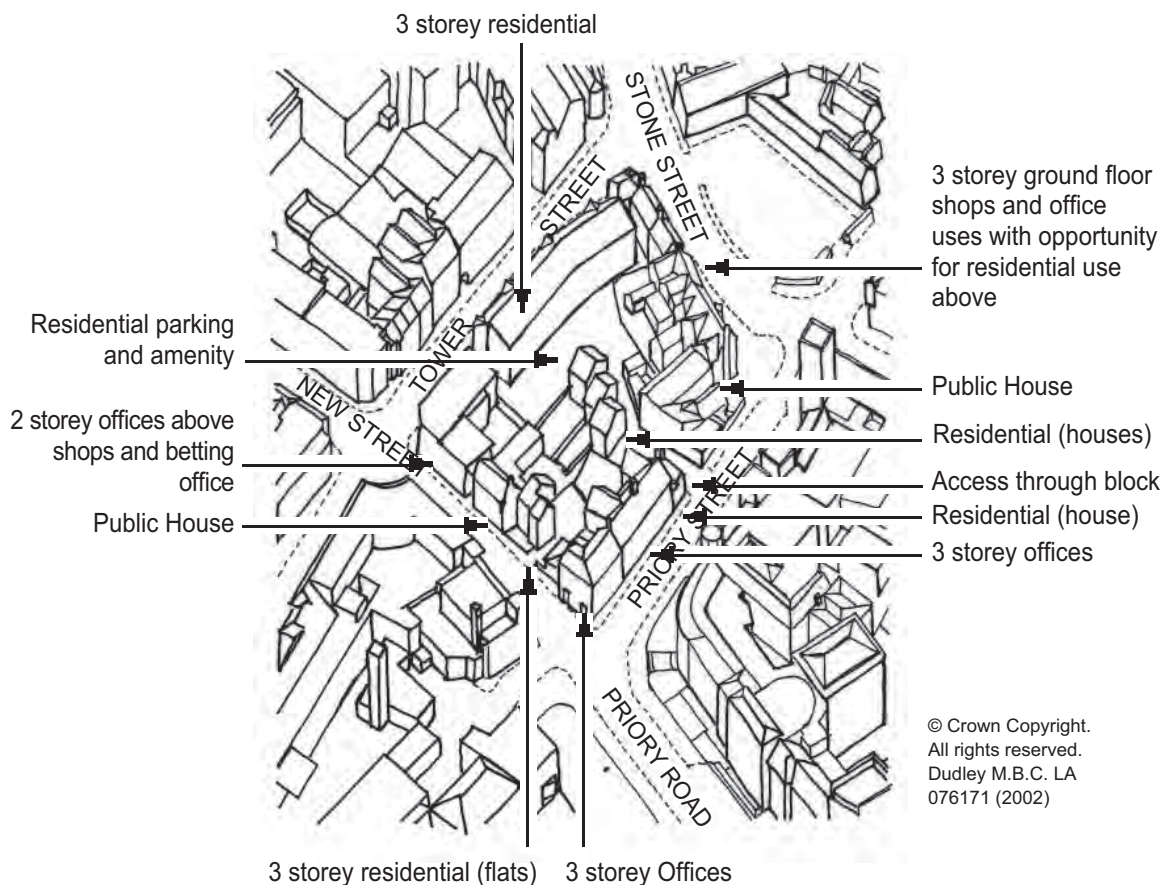 3 storey residential
STONE STREET
STREET
TOWER
NEW STREET
3 storey ground floor
shops and office
uses with opportunity
for residential use
above
Residential parking
and amenity
2 storey offices above
shops and betting
office
Public House
Public House
Residential (houses)
Access through block
Residential (house)
3 storey offices
PRIORY STREET
PRIORY ROAD
© Crown Copyright.
All rights reserved.
Dudley M.B.C. LA
076171 (2002)
3 storey residential (flats)
3 storey Offices